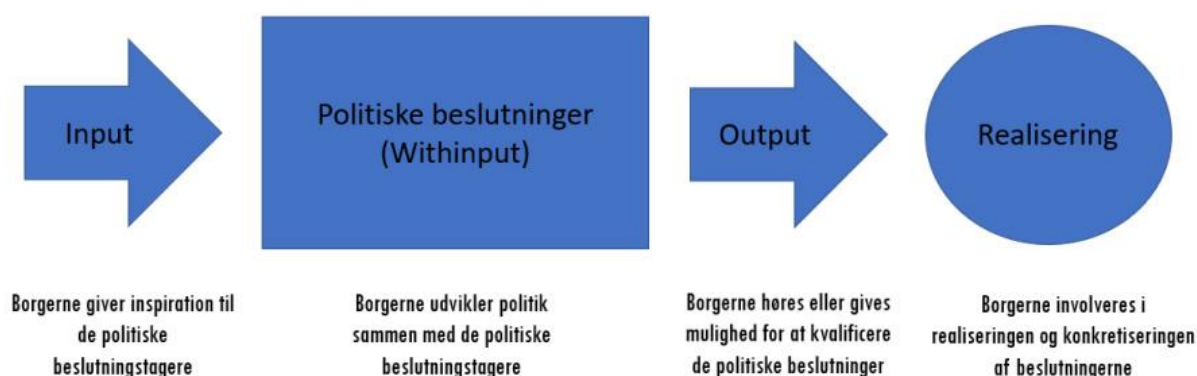 Input
Politiske beslutninger
(Withinput)
Output
Realisering
Borgerne giver inspiration til
de politiske
beslutningstagere
Borgerne udvikler politik
sammen med de politiske
beslutningstagere
Borgerne høres eller gives
mulighed for at kvalificere
de politiske beslutninger
Borgerne involveres i
realiseringen og konkretiseringen
af beslutningerne